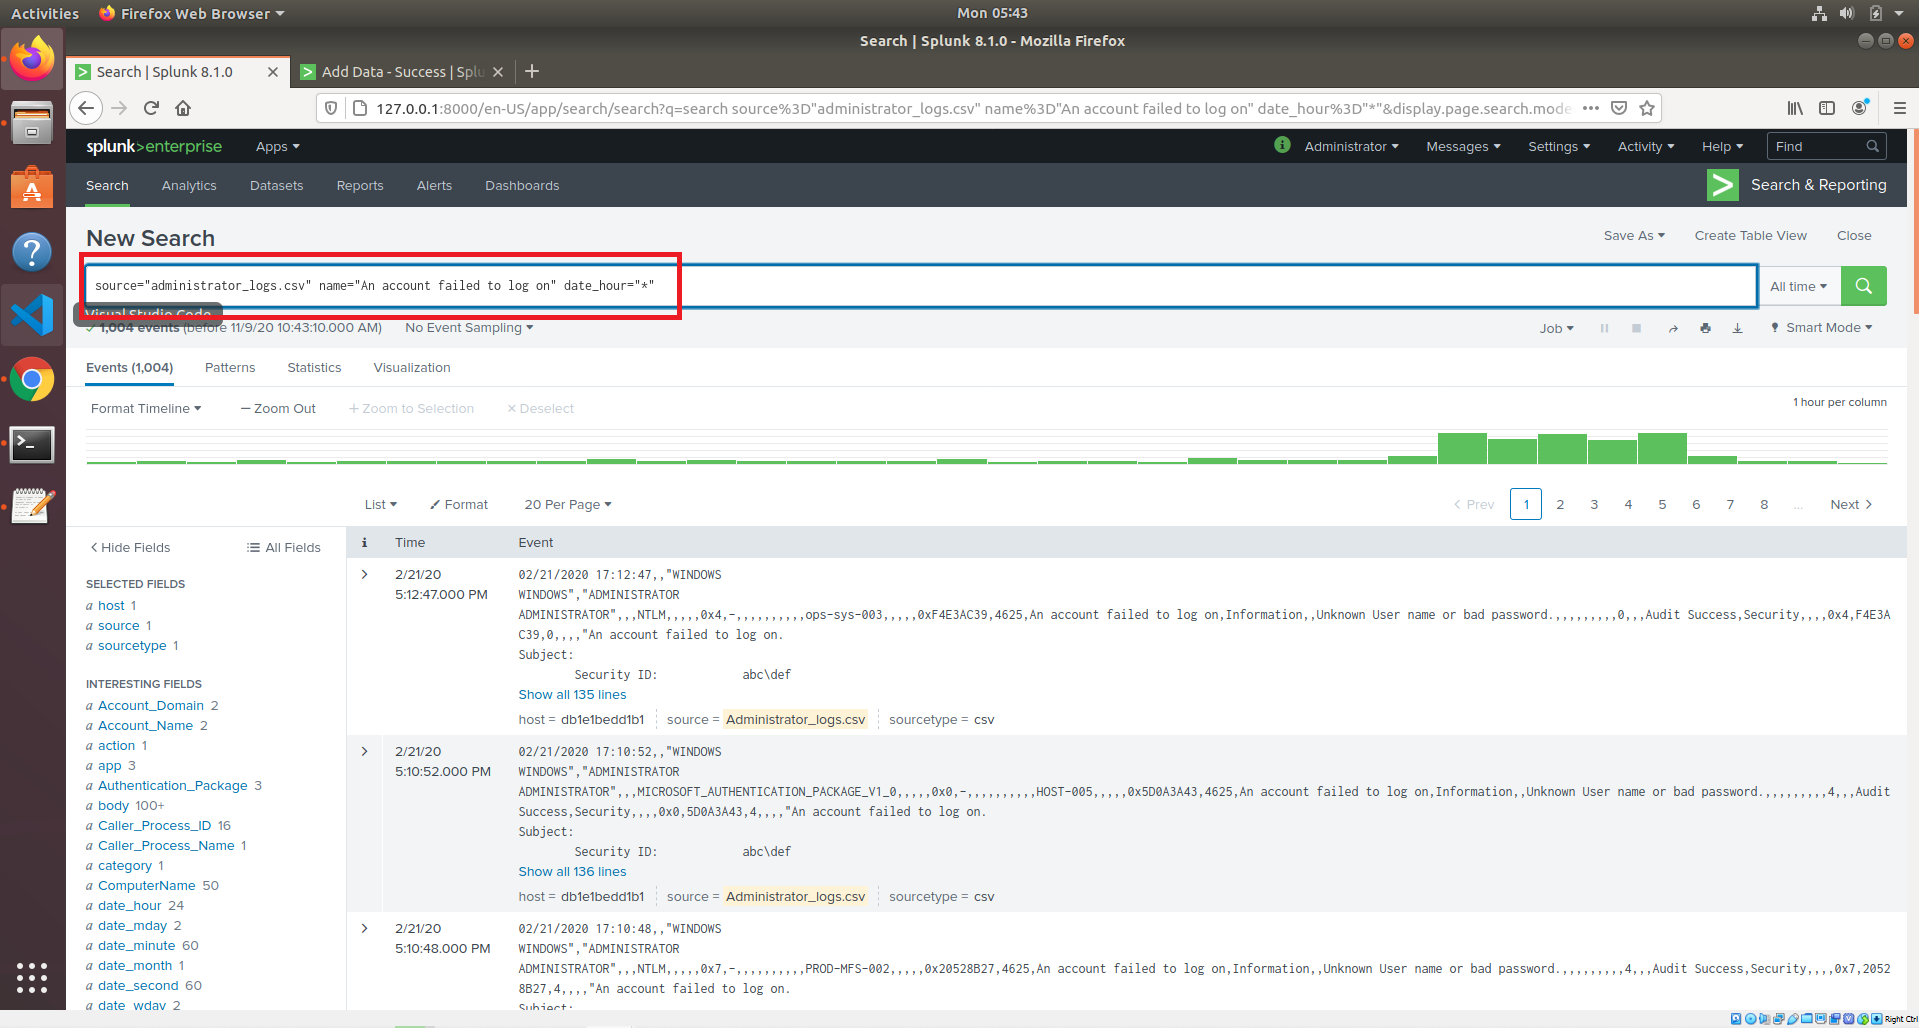 Activities
Firefox Web Browser
Mon 05:43
Search | Splunk 8.1.0 - Mozilla Firefox
Search | Splunk 8.1.0
Add Data - Success | Splu
127.0.0.1:8000/en-US/app/search/search?q=search source%3D"administrator_logs.csv" name%3D"An account failed to log on" date_hour%3D"*"&display.page.search.mode
splunk>enterprise
Apps
Administrator
Messages
Settings
Activity
Help
Find
Search
Analytics
Datasets
Reports
Alerts
Dashboards
Search & Reporting
New Search
Save As
Create Table View
Close
source="administrator_logs.csv" name="An account failed to log on" date_hour="*"
All time
Visual Studio Code
1,004 events (before 11/9/20 10:43:10.000 AM)
No Event Sampling
Job
Smart Mode
Events (1,004)
Patterns
Statistics
Visualization
Format Timeline
Zoom Out
+ Zoom to Selection
× Deselect
1 hour per column
List
Format
20 Per Page
< Prev
1
2
3
4
5
6
7
8
...
Next >
< Hide Fields
All Fields
i
Time
Event
SELECTED FIELDS
a host 1
a source 1
a sourcetype 1
INTERESTING FIELDS
a Account_Domain 2
a Account_Name 2
a action 1
a app 3
a Authentication_Package 3
a body 100+
a Caller_Process_ID 16
a Caller_Process_Name 1
a category 1
a ComputerName 50
a date_hour 24
a date_mday 2
a date_minute 60
a date_month 1
a date_second 60
a date_wday 2
2/21/20
5:12:47.000 PM
02/21/2020 17:12:47,,"WINDOWS
WINDOWS","ADMINISTRATOR
ADMINISTRATOR",,,NTLM,,,,,0x4,-,,,,,,,,,,ops-sys-003,,,,,0xF4E3AC39,4625,An account failed to log on,Information,,Unknown User name or bad password.,,,,,,,,,0,,,Audit Success,Security,,,,0x4,F4E3A
C39,0,,,,"An account failed to log on.
Subject:
Security ID: abc\def
Show all 135 lines
host = db1e1bedd1b1
source = Administrator_logs.csv
sourcetype = csv
2/21/20
5:10:52.000 PM
02/21/2020 17:10:52,,"WINDOWS
WINDOWS","ADMINISTRATOR
ADMINISTRATOR",,,MICROSOFT_AUTHENTICATION_PACKAGE_V1_0,,,,,0x0,-,,,,,,,,,,HOST-005,,,,,0x5D0A3A43,4625,An account failed to log on,Information,,Unknown User name or bad password.,,,,,,,,,4,,,Audit
Success,Security,,,,0x0,5D0A3A43,4,,,,"An account failed to log on.
Subject:
Security ID: abc\def
Show all 136 lines
host = db1e1bedd1b1
source = Administrator_logs.csv
sourcetype = csv
2/21/20
5:10:48.000 PM
02/21/2020 17:10:48,,"WINDOWS
WINDOWS","ADMINISTRATOR
ADMINISTRATOR",,,NTLM,,,,,0x7,-,,,,,,,,,,PROD-MFS-002,,,,,0x20528B27,4625,An account failed to log on,Information,,Unknown User name or bad password.,,,,,,,,,4,,,Audit Success,Security,,,,0x7,2052
8B27,4,,,,"An account failed to log on.
Subject:
Right Ctrl